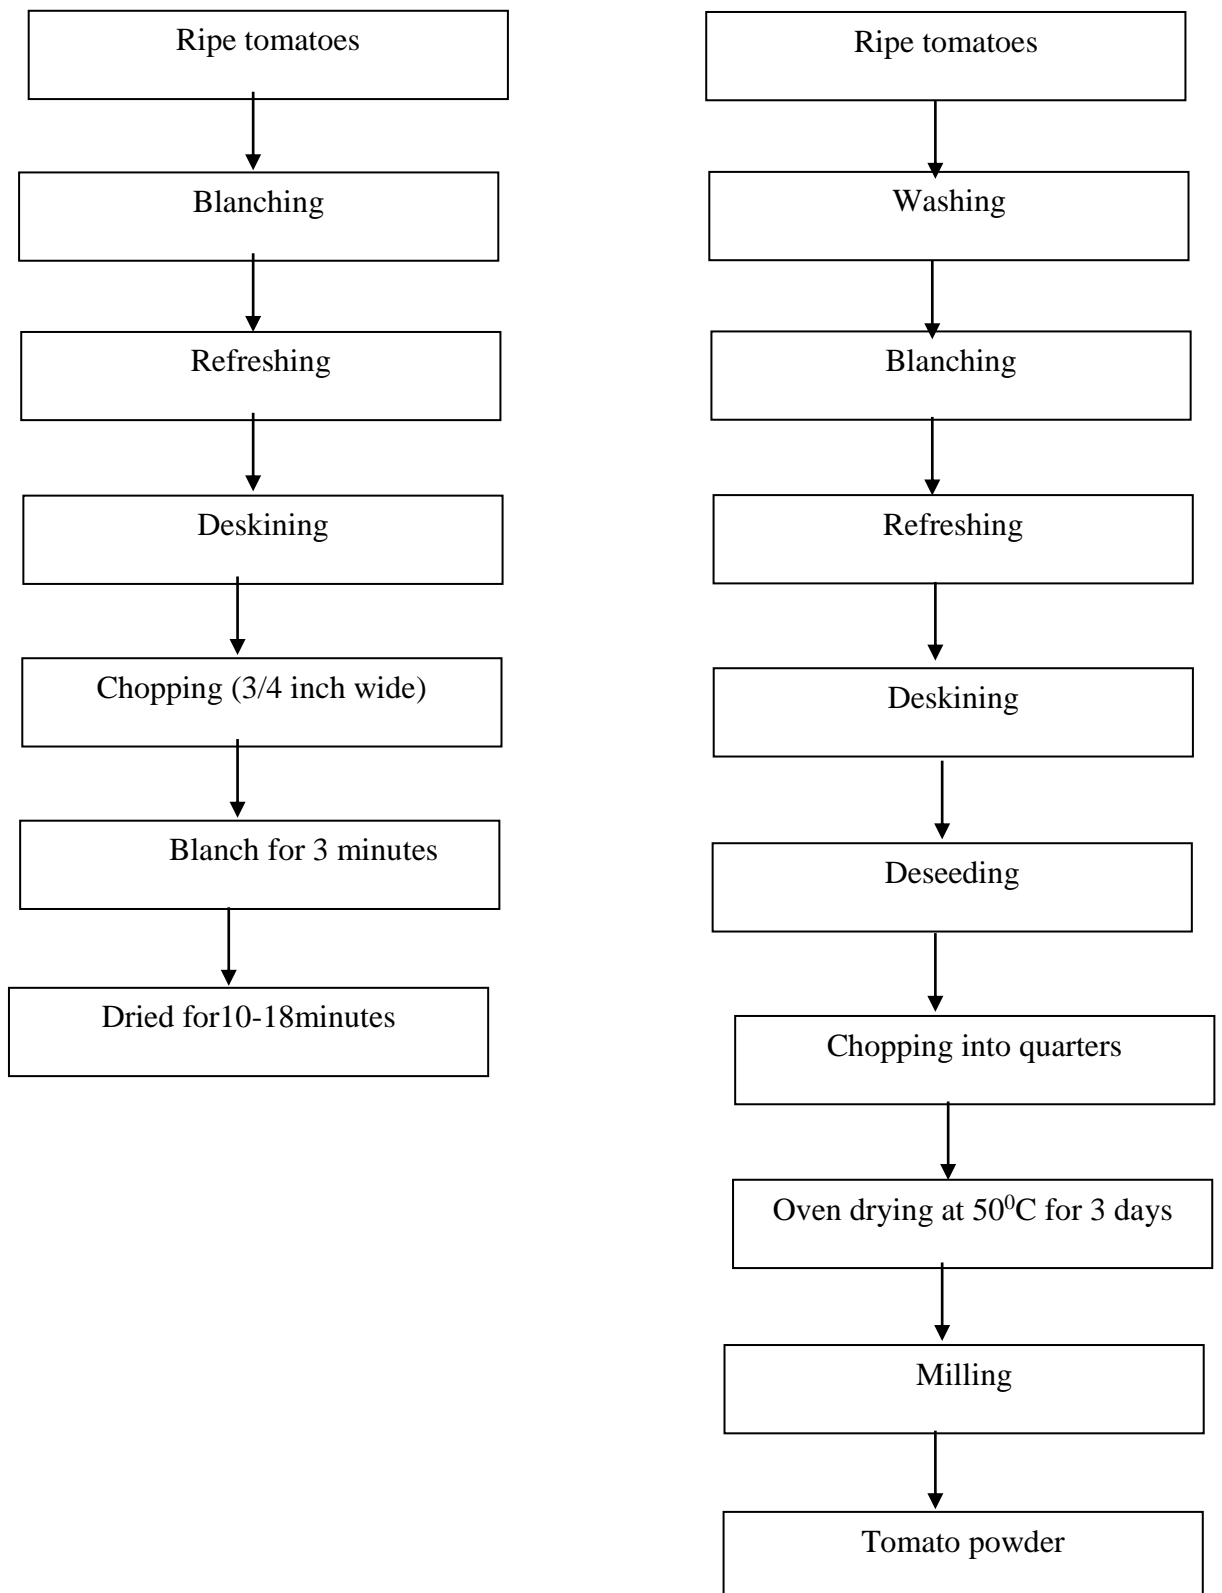 Ripe tomatoes
Blanching
Refreshing
Deskining
Chopping (3/4 inch wide)
Blanch for 3 minutes
Dried for10-18minutes
Ripe tomatoes
Washing
Blanching
Refreshing
Deskining
Deseeding
Chopping into quarters
Oven drying at 50⁰C for 3 days
Milling
Tomato powder